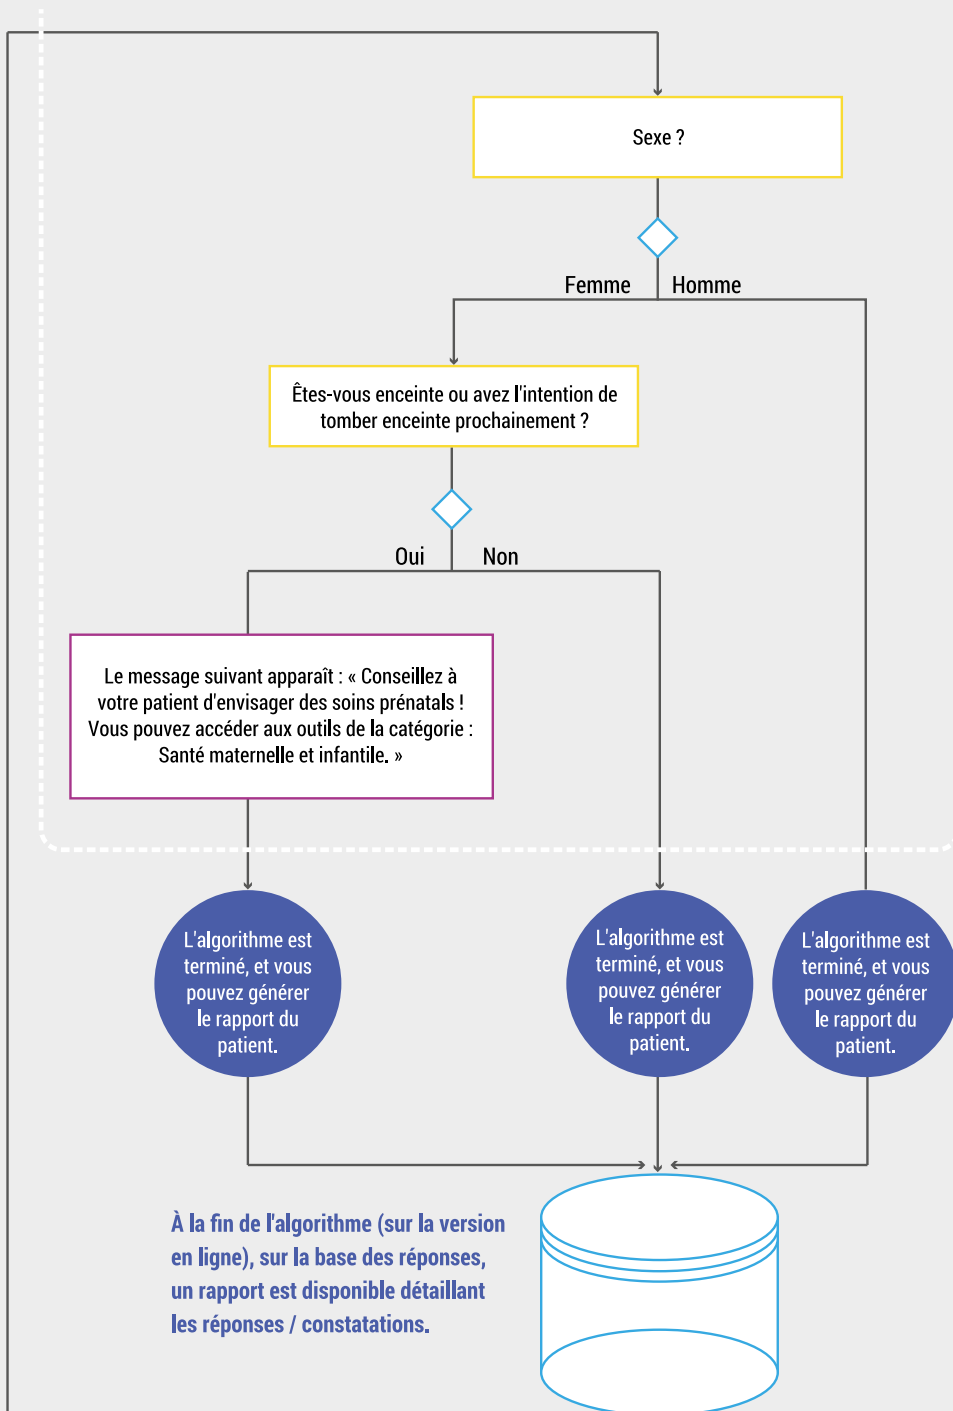 Sexe ?
Femme
Homme
Êtes-vous enceinte ou avez l'intention de
tomber enceinte prochainement ?
Oui
Non
Le message suivant apparaît : « Conseillez à
votre patient d'envisager des soins prénatals !
Vous pouvez accéder aux outils de la catégorie :
Santé maternelle et infantile. »
L'algorithme est
terminé, et vous
pouvez générer
le rapport du
patient.
L'algorithme est
terminé, et vous
pouvez générer
le rapport du
patient.
L'algorithme est
terminé, et vous
pouvez générer
le rapport du
patient.
À la fin de l'algorithme (sur la version
en ligne), sur la base des réponses,
un rapport est disponible détaillant
les réponses / constatations.